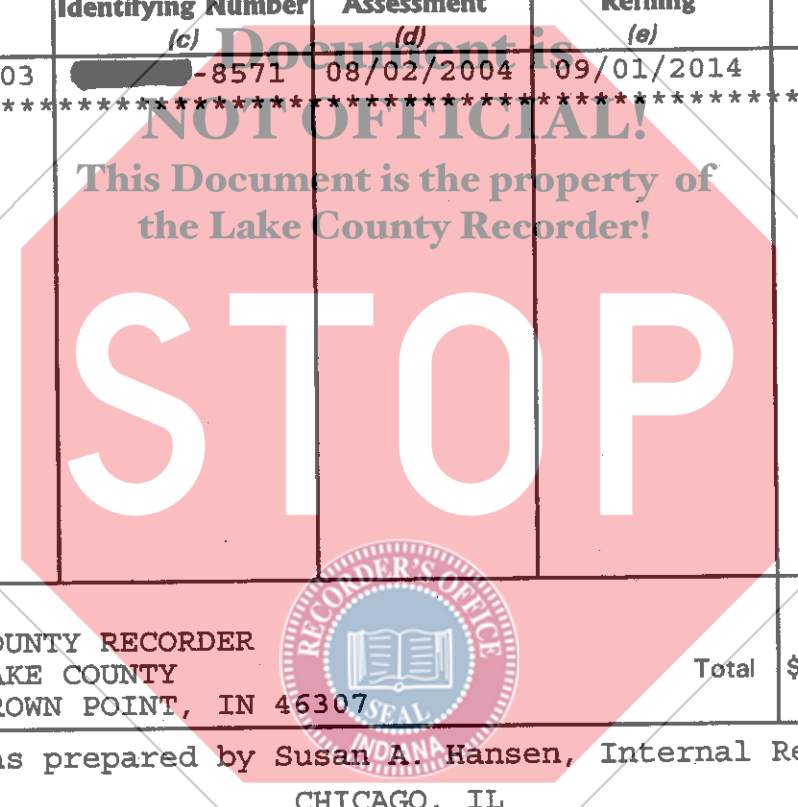 Identifying Number Assessment Refiling
(c) (d) (e)
Document is
03 -8571 08/02/2004 09/01/2014
*****************************************
NOT OFFICIAL!
This Document is the property of
the Lake County Recorder!
STOP
RECORDER'S OFFICE
SEAL
INDIANA
OUNTY RECORDER
AKE COUNTY
ROWN POINT, IN 46307
Total $
as prepared by Susan A. Hansen, Internal Re
CHICAGO, IL